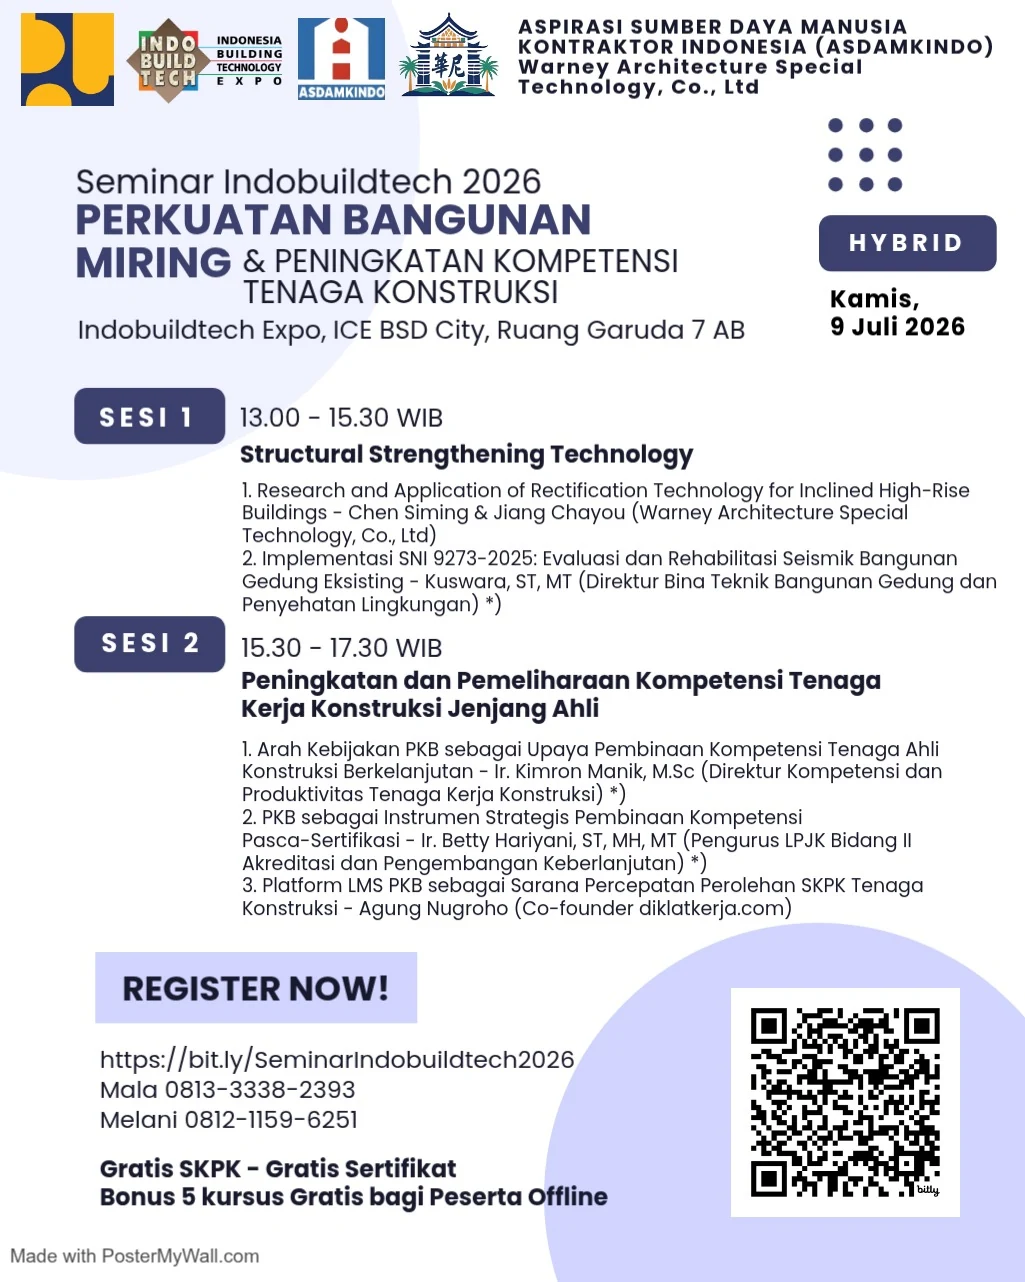 INDO
BUILD
TECH
INDONESIA
BUILDING
TECHNOLOGY
EXPO
ASDAMKINDO
華尼
ASPIRASI SUMBER DAYA MANUSIA
KONTRAKTOR INDONESIA (ASDAMKINDO)
Warney Architecture Special
Technology, Co., Ltd
Seminar Indobuildtech 2026
PERKUATAN BANGUNAN
MIRING & PENINGKATAN KOMPETENSI
TENAGA KONSTRUKSI
Indobuildtech Expo, ICE BSD City, Ruang Garuda 7 AB
HYBRID
Kamis,
9 Juli 2026
SESI 1
13.00 - 15.30 WIB
Structural Strengthening Technology
1. Research and Application of Rectification Technology for Inclined High-Rise
Buildings - Chen Siming & Jiang Chayou (Warney Architecture Special
Technology, Co., Ltd)
2. Implementasi SNI 9273-2025: Evaluasi dan Rehabilitasi Seismik Bangunan
Gedung Eksisting - Kuswara, ST, MT (Direktur Bina Teknik Bangunan Gedung dan
Penyehatan Lingkungan) *)
SESI 2
15.30 - 17.30 WIB
Peningkatan dan Pemeliharaan Kompetensi Tenaga
Kerja Konstruksi Jenjang Ahli
1. Arah Kebijakan PKB sebagai Upaya Pembinaan Kompetensi Tenaga Ahli
Konstruksi Berkelanjutan - Ir. Kimron Manik, M.Sc (Direktur Kompetensi dan
Produktivitas Tenaga Kerja Konstruksi) *)
2. PKB sebagai Instrumen Strategis Pembinaan Kompetensi
Pasca-Sertifikasi - Ir. Betty Hariyani, ST, MH, MT (Pengurus LPJK Bidang II
Akreditasi dan Pengembangan Keberlanjutan) *)
3. Platform LMS PKB sebagai Sarana Percepatan Perolehan SKPK Tenaga
Konstruksi - Agung Nugroho (Co-founder diklatkerja.com)
REGISTER NOW!
https://bit.ly/SeminarIndobuildtech2026
Mala 0813-3338-2393
Melani 0812-1159-6251
Gratis SKPK - Gratis Sertifikat
Bonus 5 kursus Gratis bagi Peserta Offline
bitly
Made with PosterMyWall.com